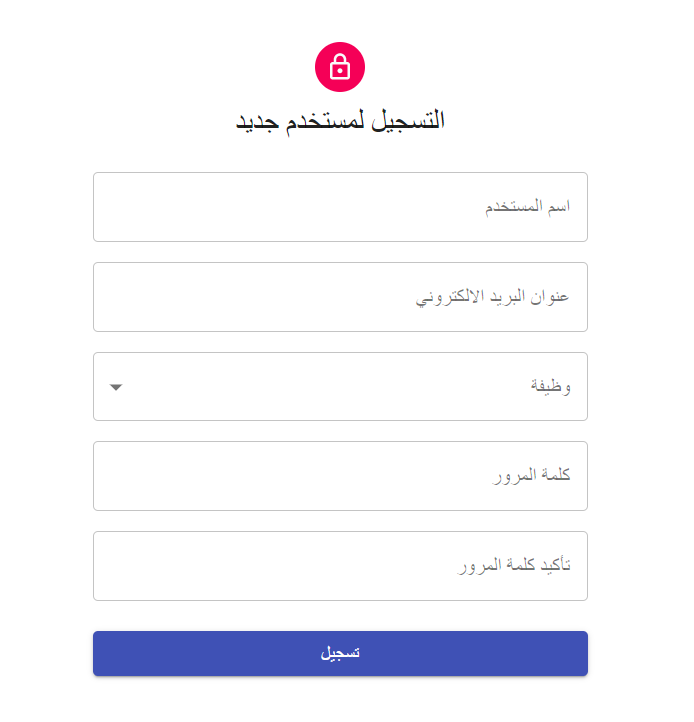 التسجيل لمستخدم جديد
اسم المستخدم
عنوان البريد الالكتروني
وظيفة
كلمة المرور
تأكيد كلمة المرور
تسجيل